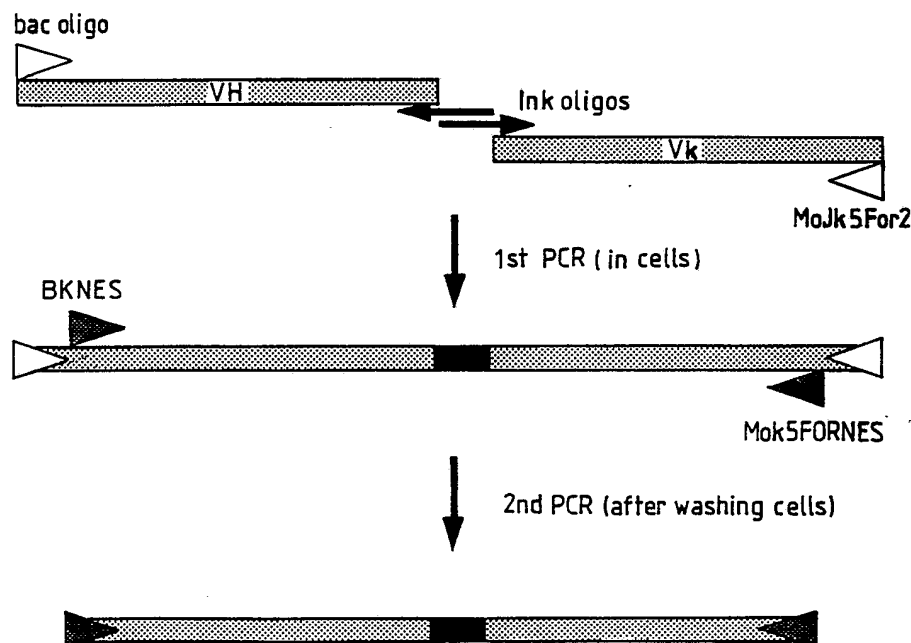 bac oligo
VH
lnk oligos
Vk
MoJk5For2
1st PCR (in cells)
BKNES
Mok5FORNES
2nd PCR (after washing cells)